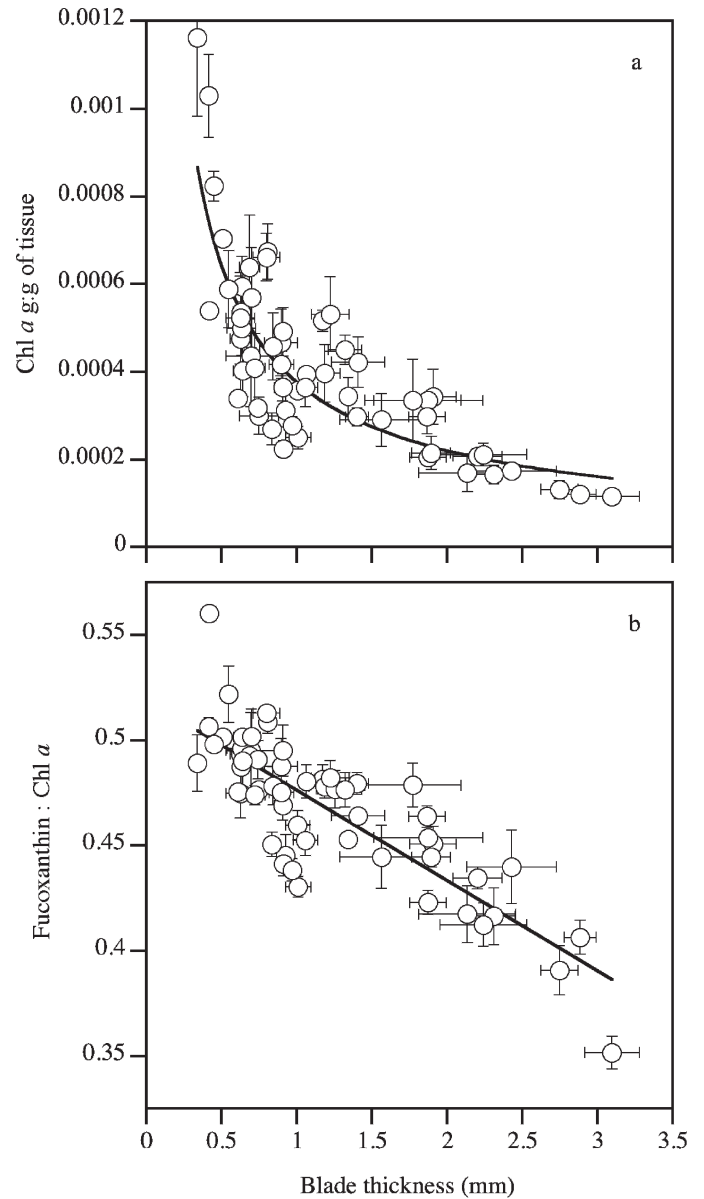 0.0012
a
0.001
0.0008
0.0006
0.0004
0.0002
0
Chl a g:g of tissue
b
0.55
0.5
0.45
0.4
0.35
Fucoxanthin : Chl a
0 0.5 1 1.5 2 2.5 3 3.5
Blade thickness (mm)